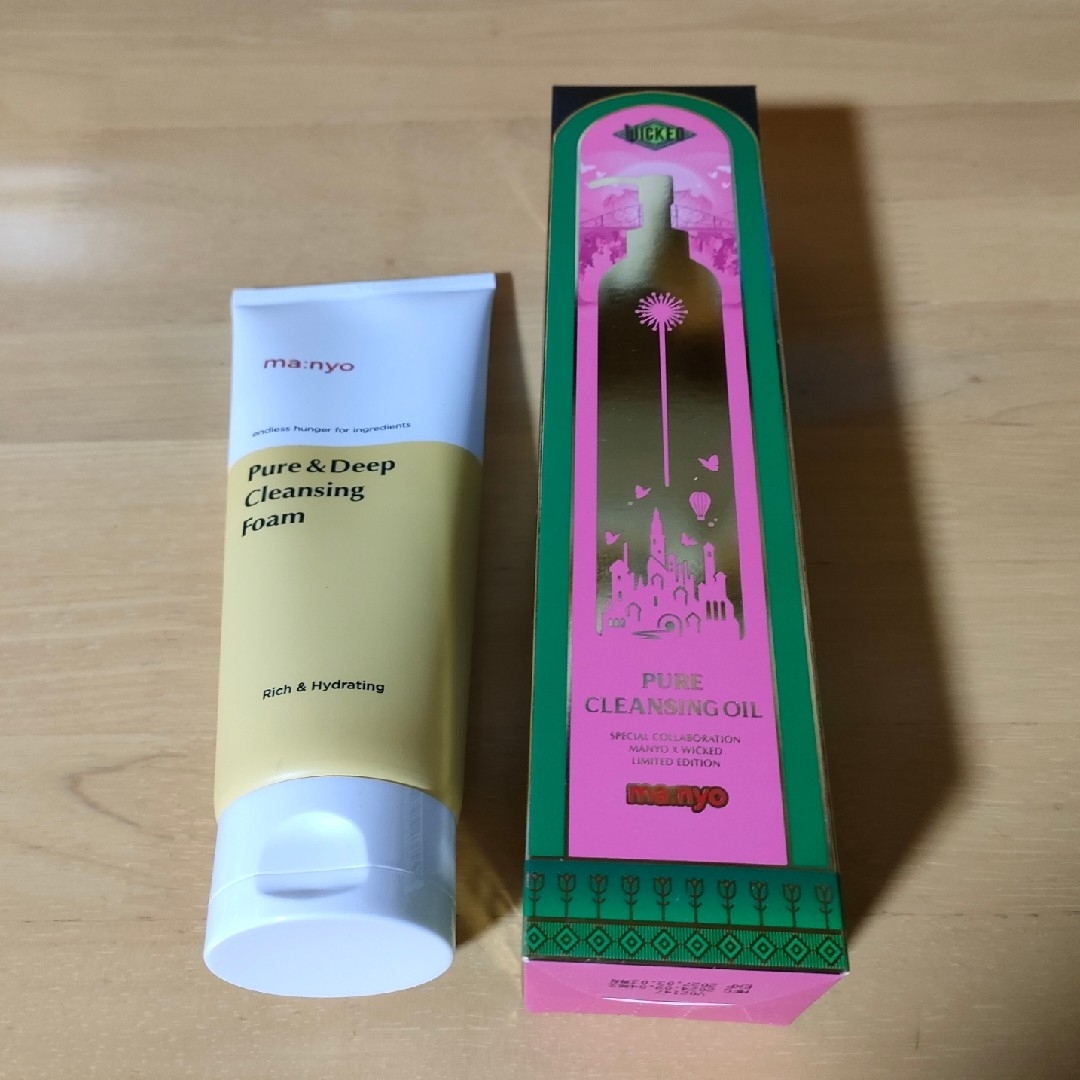 ma:nyo
endless hunger for ingredients
Pure & Deep
Cleansing
Foam
Rich & Hydrating
WICKED
PURE
CLEANSING OIL
SPECIAL COLLABORATION
MANYO X WICKED
LIMITED EDITION
ma:nyo